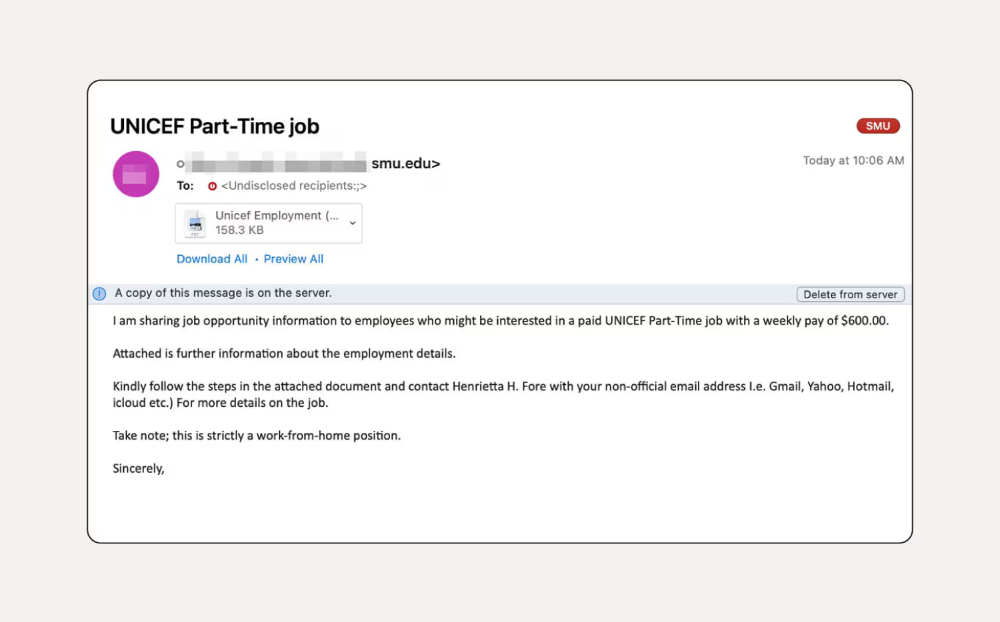 UNICEF Part-Time job
SMU
smu.edu>
Today at 10:06 AM
To: <Undisclosed recipients:;>
Unicef Employment (...
158.3 KB
PDF
Download All • Preview All
A copy of this message is on the server.
Delete from server
I am sharing job opportunity information to employees who might be interested in a paid UNICEF Part-Time job with a weekly pay of $600.00.
Attached is further information about the employment details.
Kindly follow the steps in the attached document and contact Henrietta H. Fore with your non-official email address I.e. Gmail, Yahoo, Hotmail,
icloud etc.) For more details on the job.
Take note; this is strictly a work-from-home position.
Sincerely,